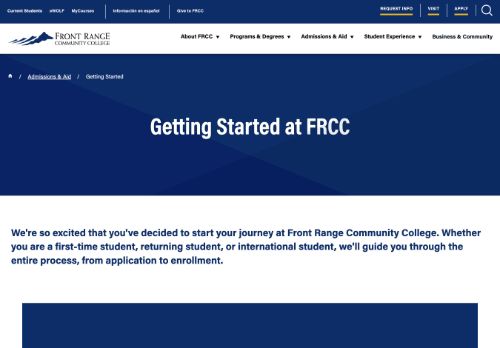 Current Students eWOLF MyCourses Información en español Give to FRCC REQUEST INFO VISIT APPLY
FRONT RANGE
COMMUNITY COLLEGE
About FRCC Programs & Degrees Admissions & Aid Student Experience Business & Community
/ Admissions & Aid / Getting Started
Getting Started at FRCC
We're so excited that you've decided to start your journey at Front Range Community College. Whether
you are a first-time student, returning student, or international student, we'll guide you through the
entire process, from application to enrollment.